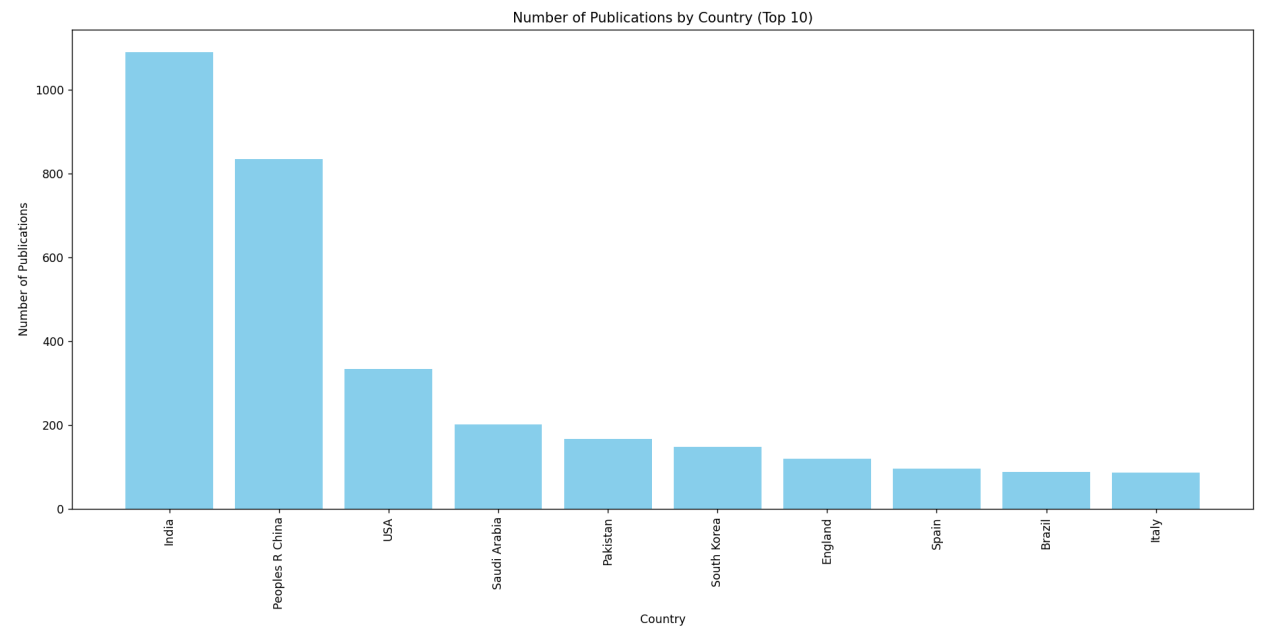 Number of Publications by Country (Top 10)
Number of Publications
1000
800
600
400
200
0
India
Peoples R China
USA
Saudi Arabia
Pakistan
South Korea
England
Spain
Brazil
Italy
Country